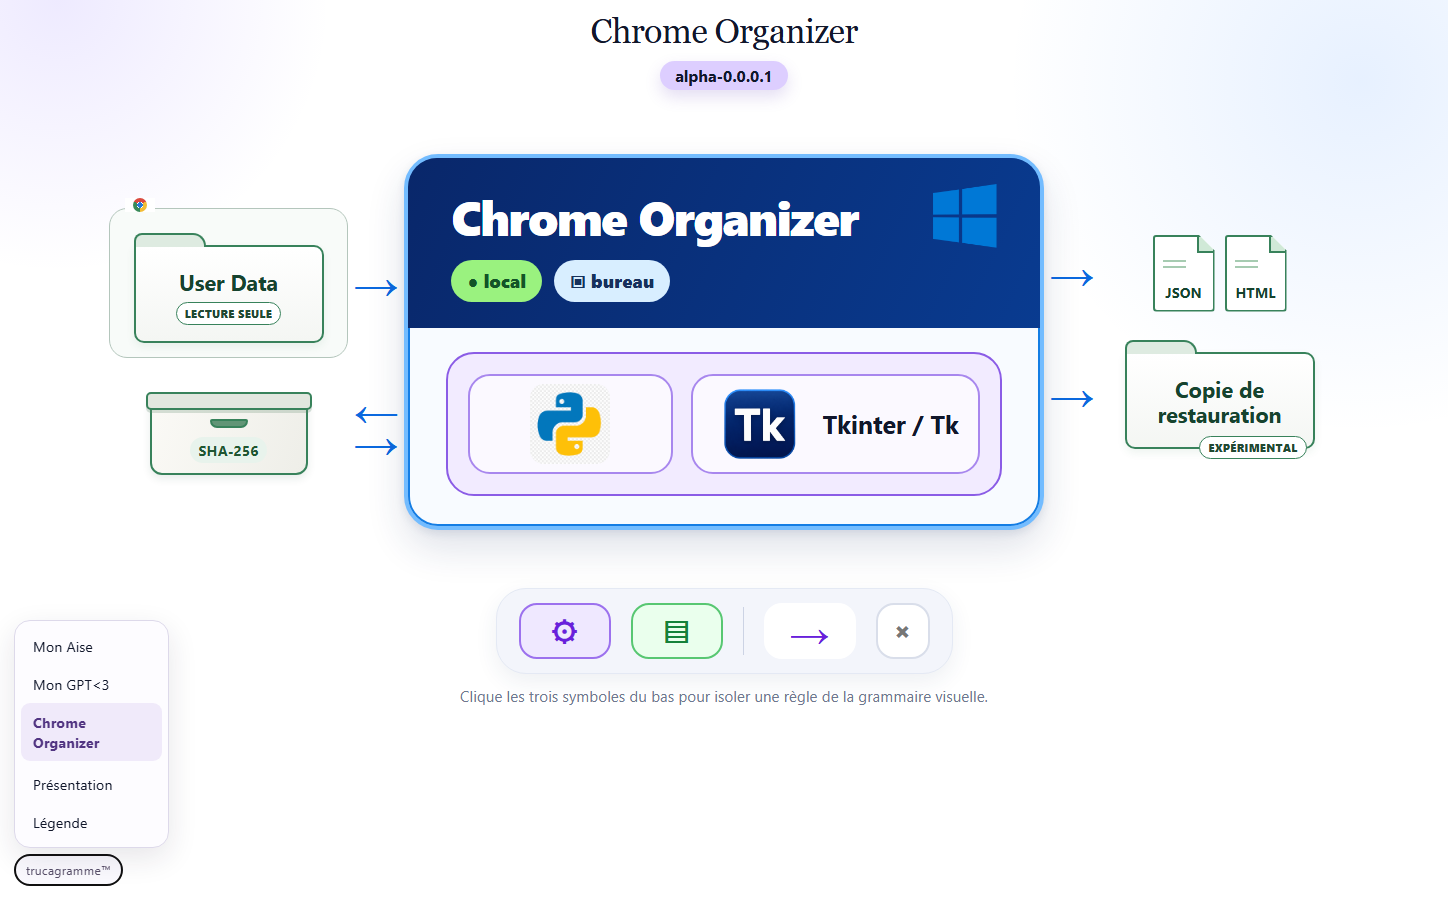 Chrome Organizer
alpha-0.0.0.1
User Data
LECTURE SEULE
SHA-256
Chrome Organizer
local
bureau
Tk
Tkinter / Tk
JSON
HTML
Copie de
restauration
EXPÉRIMENTAL
Clique les trois symboles du bas pour isoler une règle de la grammaire visuelle.
Mon Aise
Mon GPT<3
Chrome
Organizer
Présentation
Légende
trucagramme™